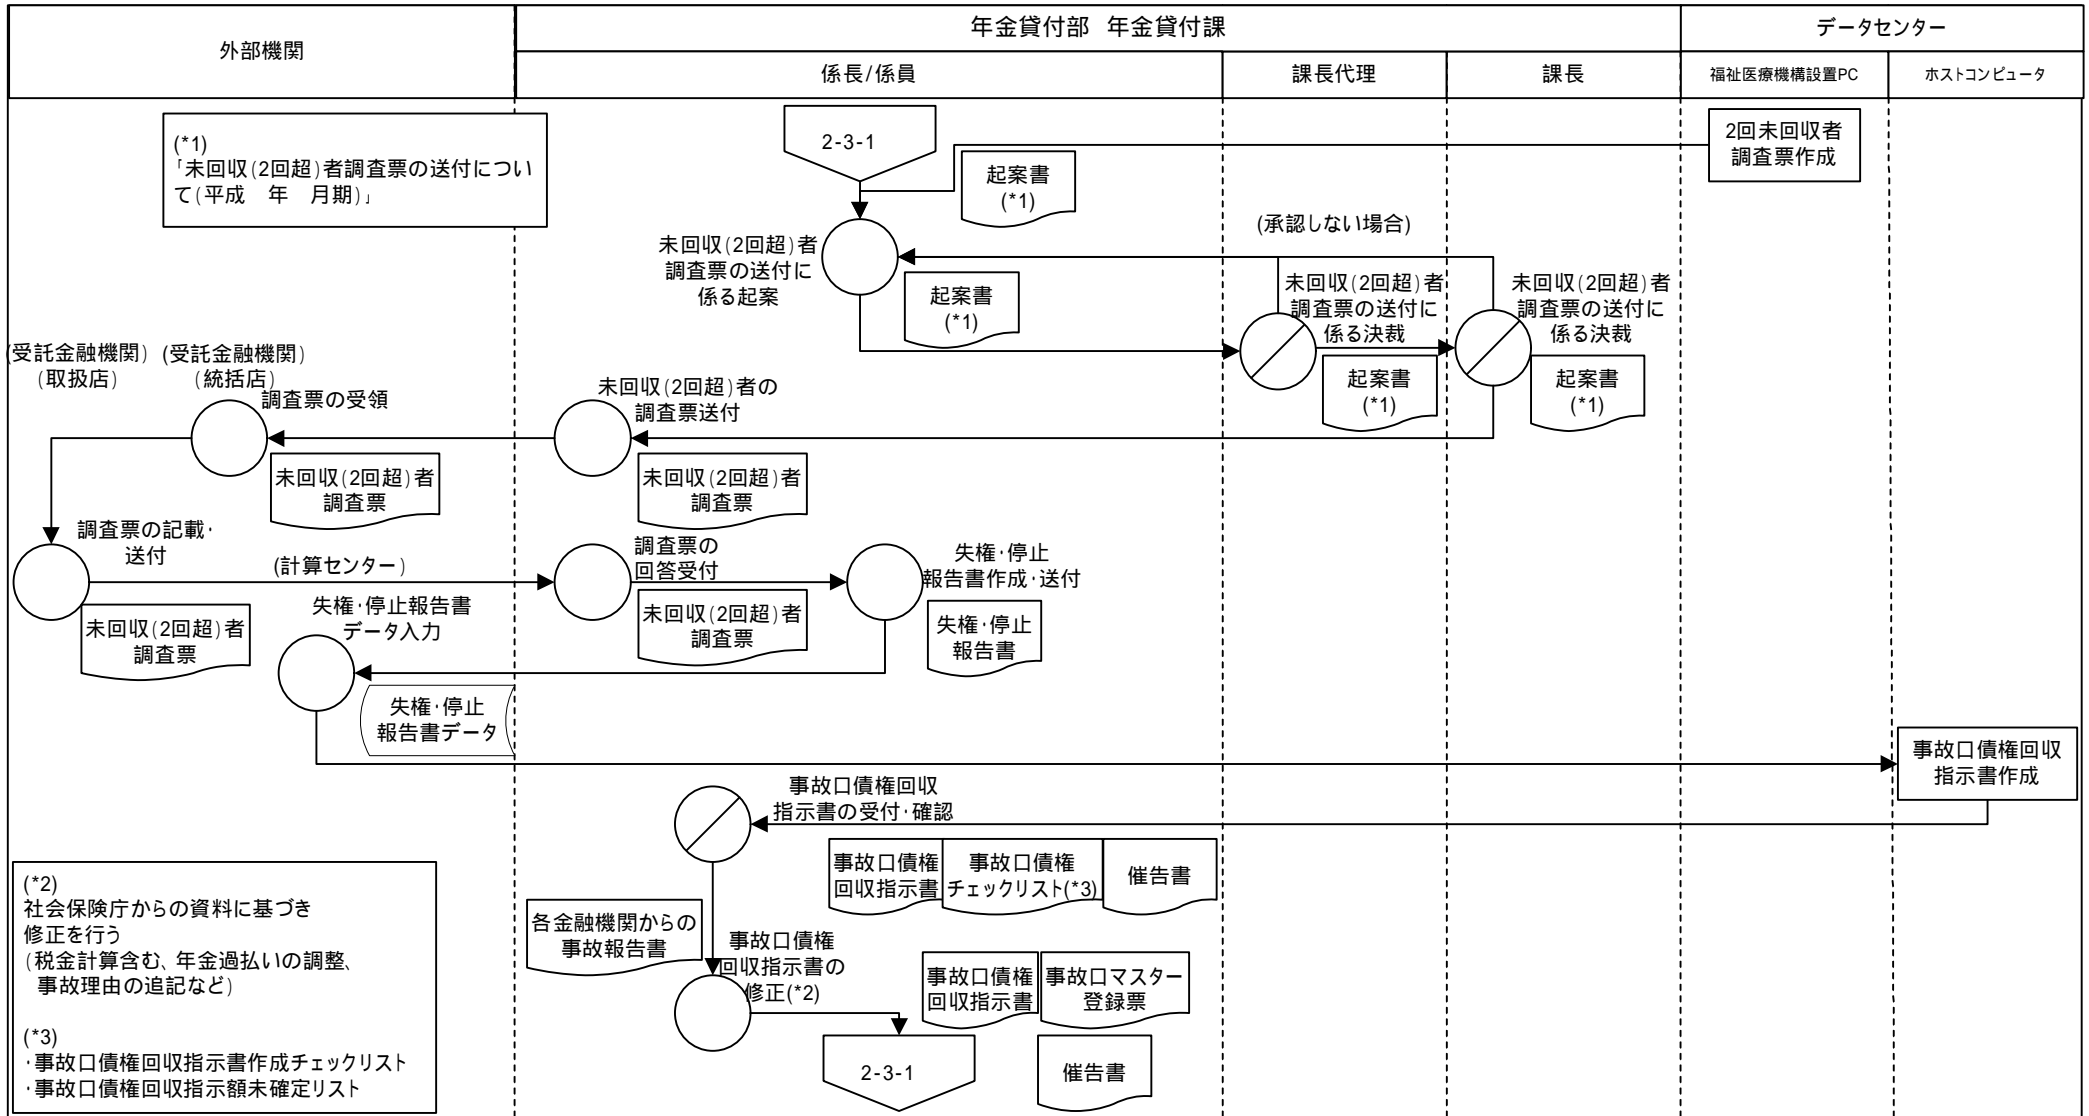 外部機関
年金貸付部　年金貸付課
データセンター
係長/係員
課長代理
課長
福祉医療機構設置PC
ホストコンピュータ
(*1)
「未回収(2回超)者調査票の送付につい
て(平成　年　月期)」
2-3-1
起案書
(*1)
2回未回収者
調査票作成
未回収(2回超)者
調査票の送付に
係る起案
(承認しない場合)
起案書
(*1)
未回収(2回超)者
調査票の送付に
係る決裁
未回収(2回超)者
調査票の送付に
係る決裁
起案書
(*1)
起案書
(*1)
(受託金融機関)
(取扱店)
(受託金融機関)
(統括店)
調査票の受領
未回収(2回超)者の
調査票送付
未回収(2回超)者
調査票
未回収(2回超)者
調査票
調査票の記載・
送付
(計算センター)
調査票の
回答受付
失権・停止
報告書作成・送付
未回収(2回超)者
調査票
失権・停止報告書
データ入力
未回収(2回超)者
調査票
失権・停止
報告書
失権・停止
報告書データ
事故口債権回収
指示書作成
事故口債権回収
指示書の受付・確認
事故口債権
回収指示書
事故口債権
チェックリスト(*3)
催告書
各金融機関からの
事故報告書
事故口債権
回収指示書の
修正(*2)
事故口債権
回収指示書
事故口マスター
登録票
2-3-1
催告書
(*2)
社会保険庁からの資料に基づき
修正を行う
(税金計算含む、年金過払いの調整、
事故理由の追記など)
(*3)
・事故口債権回収指示書作成チェックリスト
・事故口債権回収指示額未確定リスト